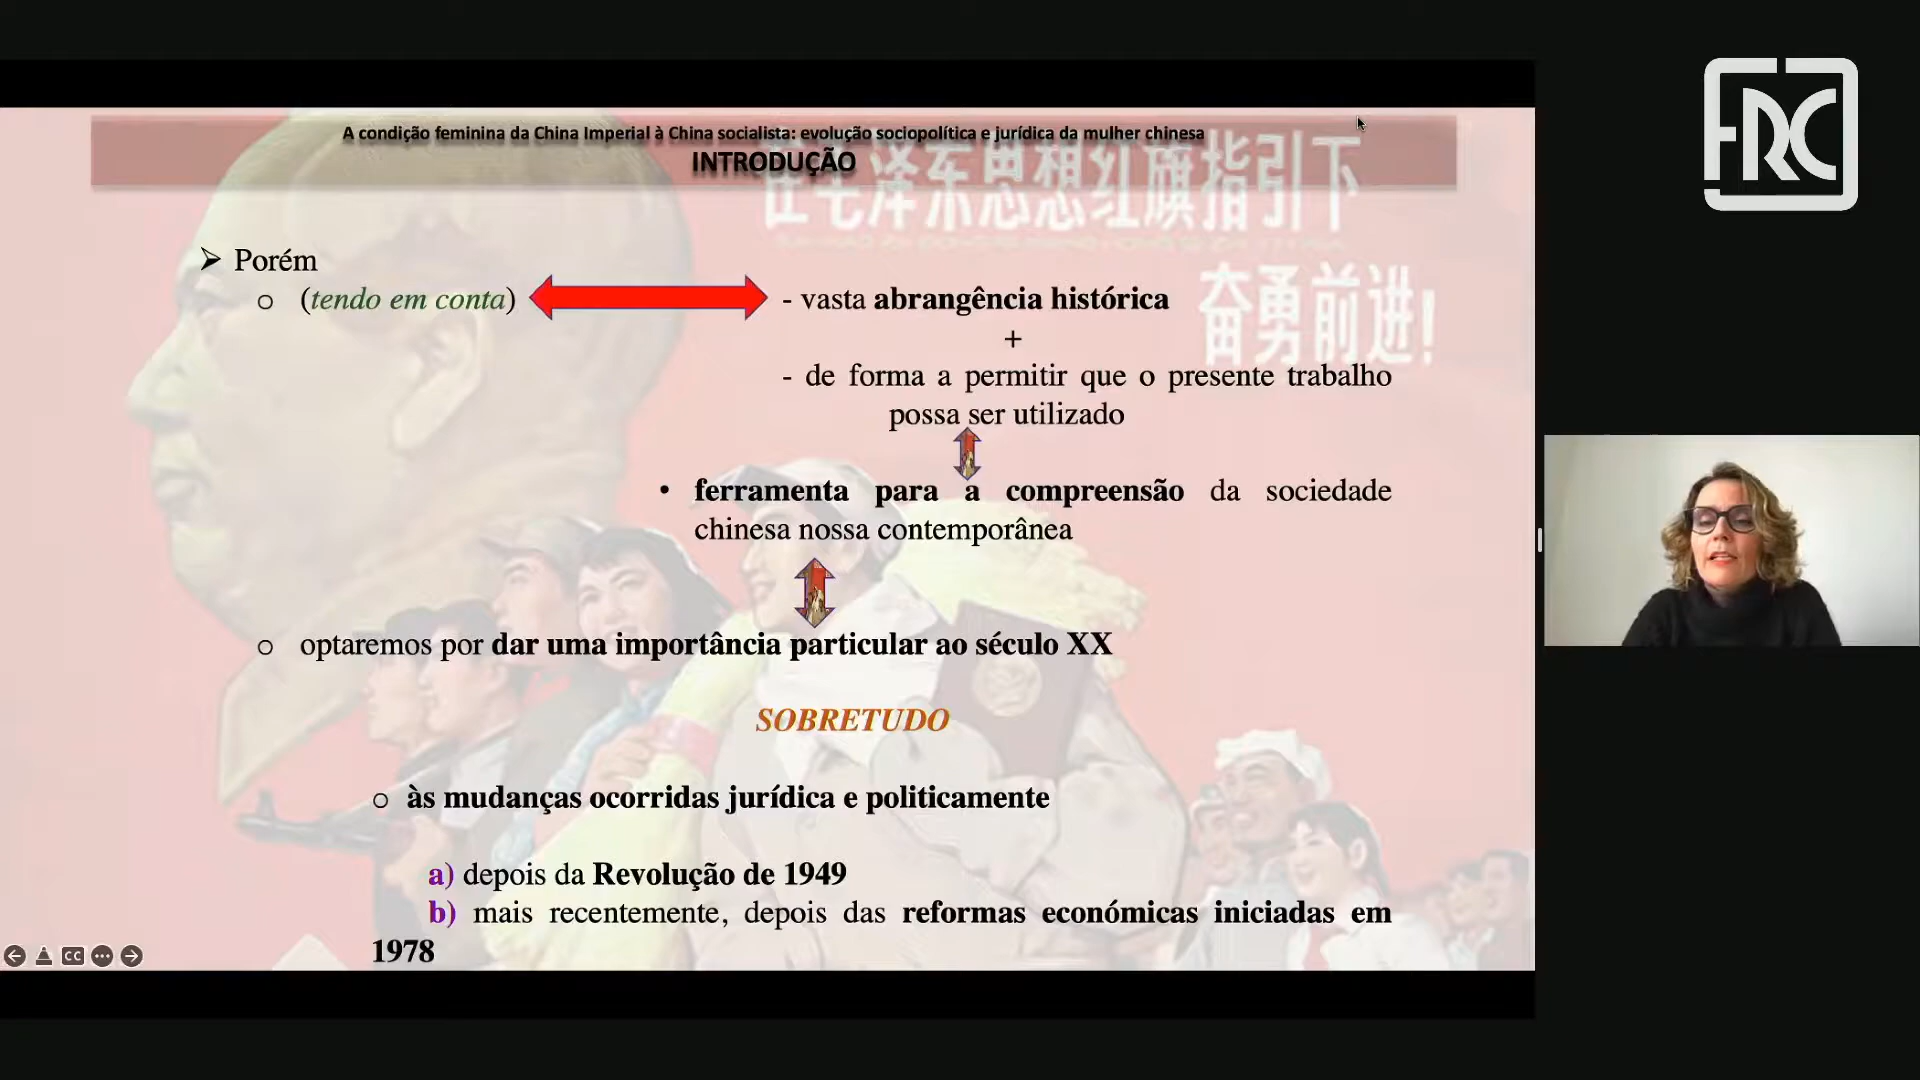 FRC
A condição feminina da China Imperial à China socialista: evolução sociopolítica e jurídica da mulher chinesa
INTRODUÇÃO
在毛泽东思想红旗指引下
奋勇前进!
➢ Porém
o (tendo em conta)
- vasta abrangência histórica
+
- de forma a permitir que o presente trabalho
possa ser utilizado
• ferramenta para a compreensão da sociedade
chinesa nossa contemporânea
o optaremos por dar uma importância particular ao século XX
SOBRETUDO
o às mudanças ocorridas jurídica e politicamente
a) depois da Revolução de 1949
b) mais recentemente, depois das reformas económicas iniciadas em
1978
CC